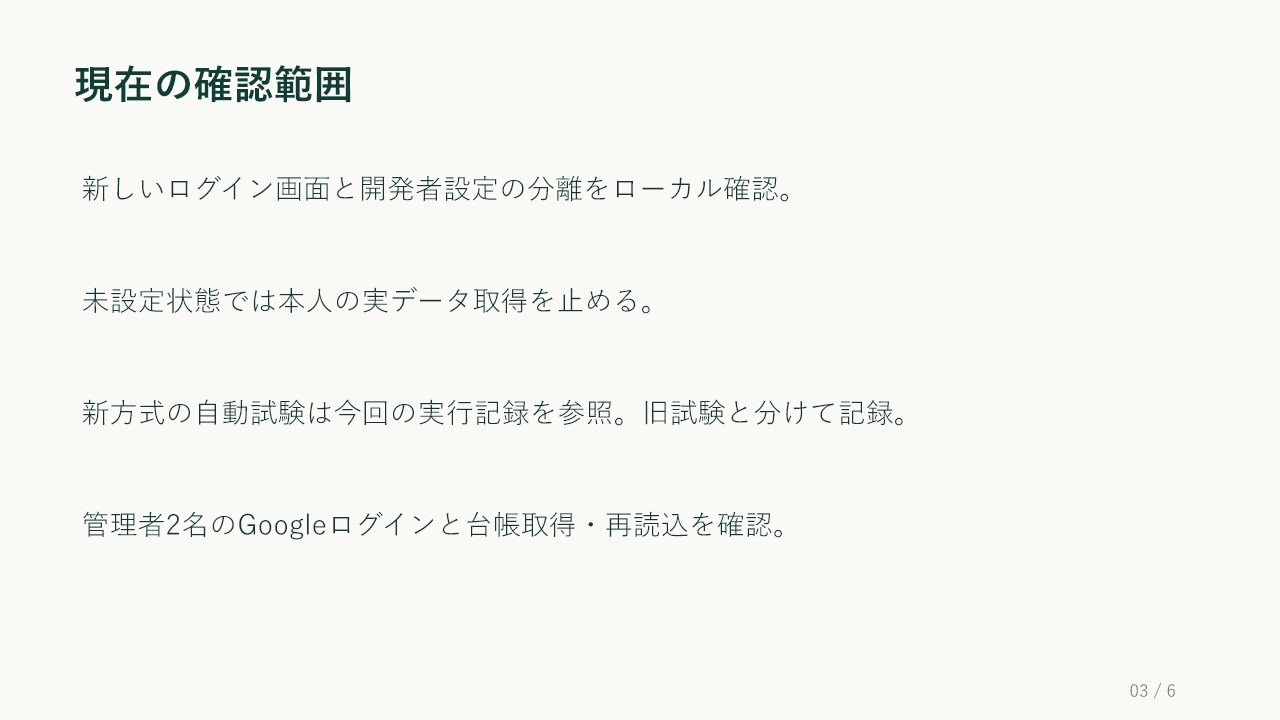 現在の確認範囲
新しいログイン画面と開発者設定の分離をローカル確認。
未設定状態では本人の実データ取得を止める。
新方式の自動試験は今回の実行記録を参照。旧試験と分けて記録。
管理者2名のGoogleログインと台帳取得・再読込を確認。
03 / 6